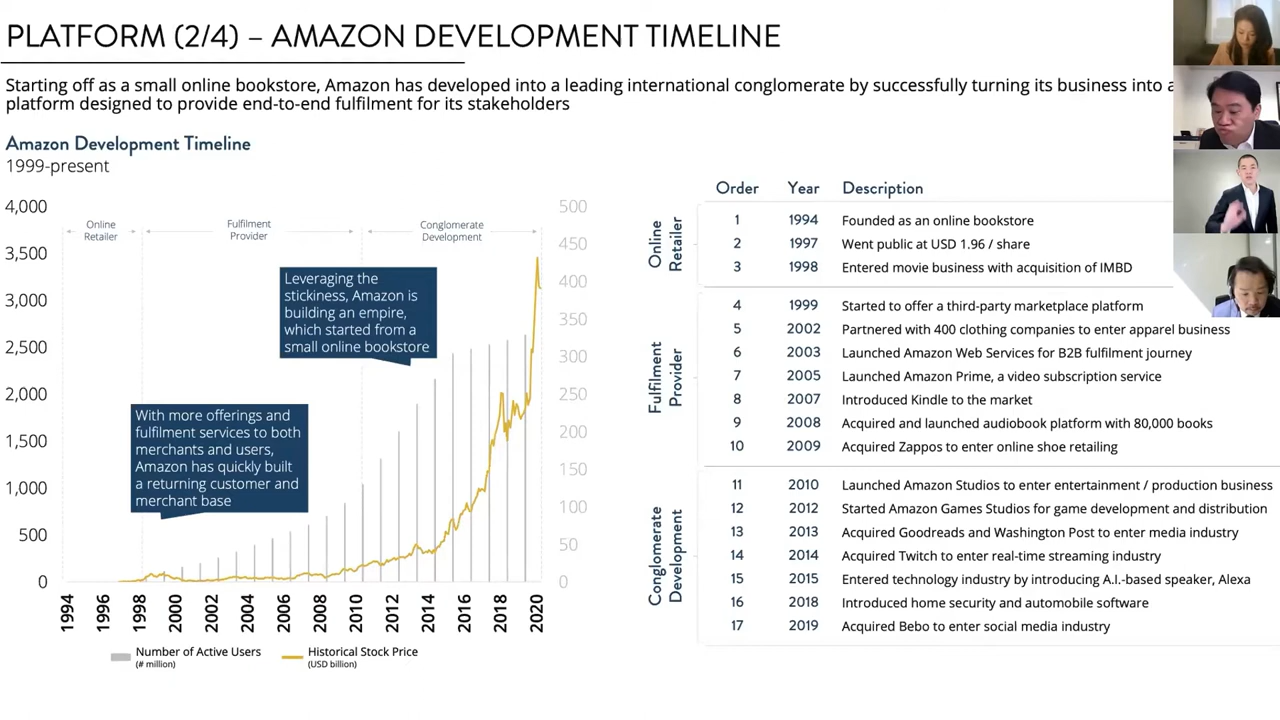 PLATFORM (2/4) – AMAZON DEVELOPMENT TIMELINE
Starting off as a small online bookstore, Amazon has developed into a leading international conglomerate by successfully turning its business into a
platform designed to provide end-to-end fulfilment for its stakeholders
Amazon Development Timeline
1999-present
4,000
3,500
3,000
2,500
2,000
1,500
1,000
500
0
500
450
400
350
300
250
200
150
100
50
0
Online
Retailer
Fulfilment
Provider
Conglomerate
Development
Leveraging the
stickiness, Amazon is
building an empire,
which started from a
small online bookstore
With more offerings and
fulfilment services to both
merchants and users,
Amazon has quickly built
a returning customer and
merchant base
1994
1996
1998
2000
2002
2004
2006
2008
2010
2012
2014
2016
2018
2020
Number of Active Users
(# million)
Historical Stock Price
(USD billion)
Order Year Description
Online
Retailer
1 1994 Founded as an online bookstore
2 1997 Went public at USD 1.96 / share
3 1998 Entered movie business with acquisition of IMBD
Fulfilment
Provider
4 1999 Started to offer a third-party marketplace platform
5 2002 Partnered with 400 clothing companies to enter apparel business
6 2003 Launched Amazon Web Services for B2B fulfilment journey
7 2005 Launched Amazon Prime, a video subscription service
8 2007 Introduced Kindle to the market
9 2008 Acquired and launched audiobook platform with 80,000 books
10 2009 Acquired Zappos to enter online shoe retailing
Conglomerate
Development
11 2010 Launched Amazon Studios to enter entertainment / production business
12 2012 Started Amazon Games Studios for game development and distribution
13 2013 Acquired Goodreads and Washington Post to enter media industry
14 2014 Acquired Twitch to enter real-time streaming industry
15 2015 Entered technology industry by introducing A.I.-based speaker, Alexa
16 2018 Introduced home security and automobile software
17 2019 Acquired Bebo to enter social media industry